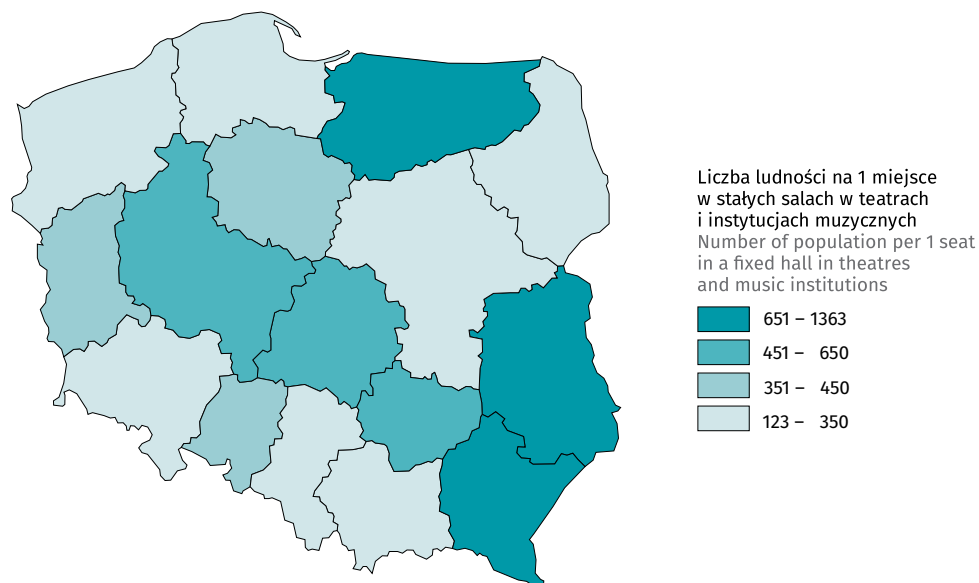 Liczba ludności na 1 miejsce
w stałych salach w teatrach
i instytucjach muzycznych
Number of population per 1 seat
in a fixed hall in theatres
and music institutions
651 – 1363
451 – 650
351 – 450
123 – 350